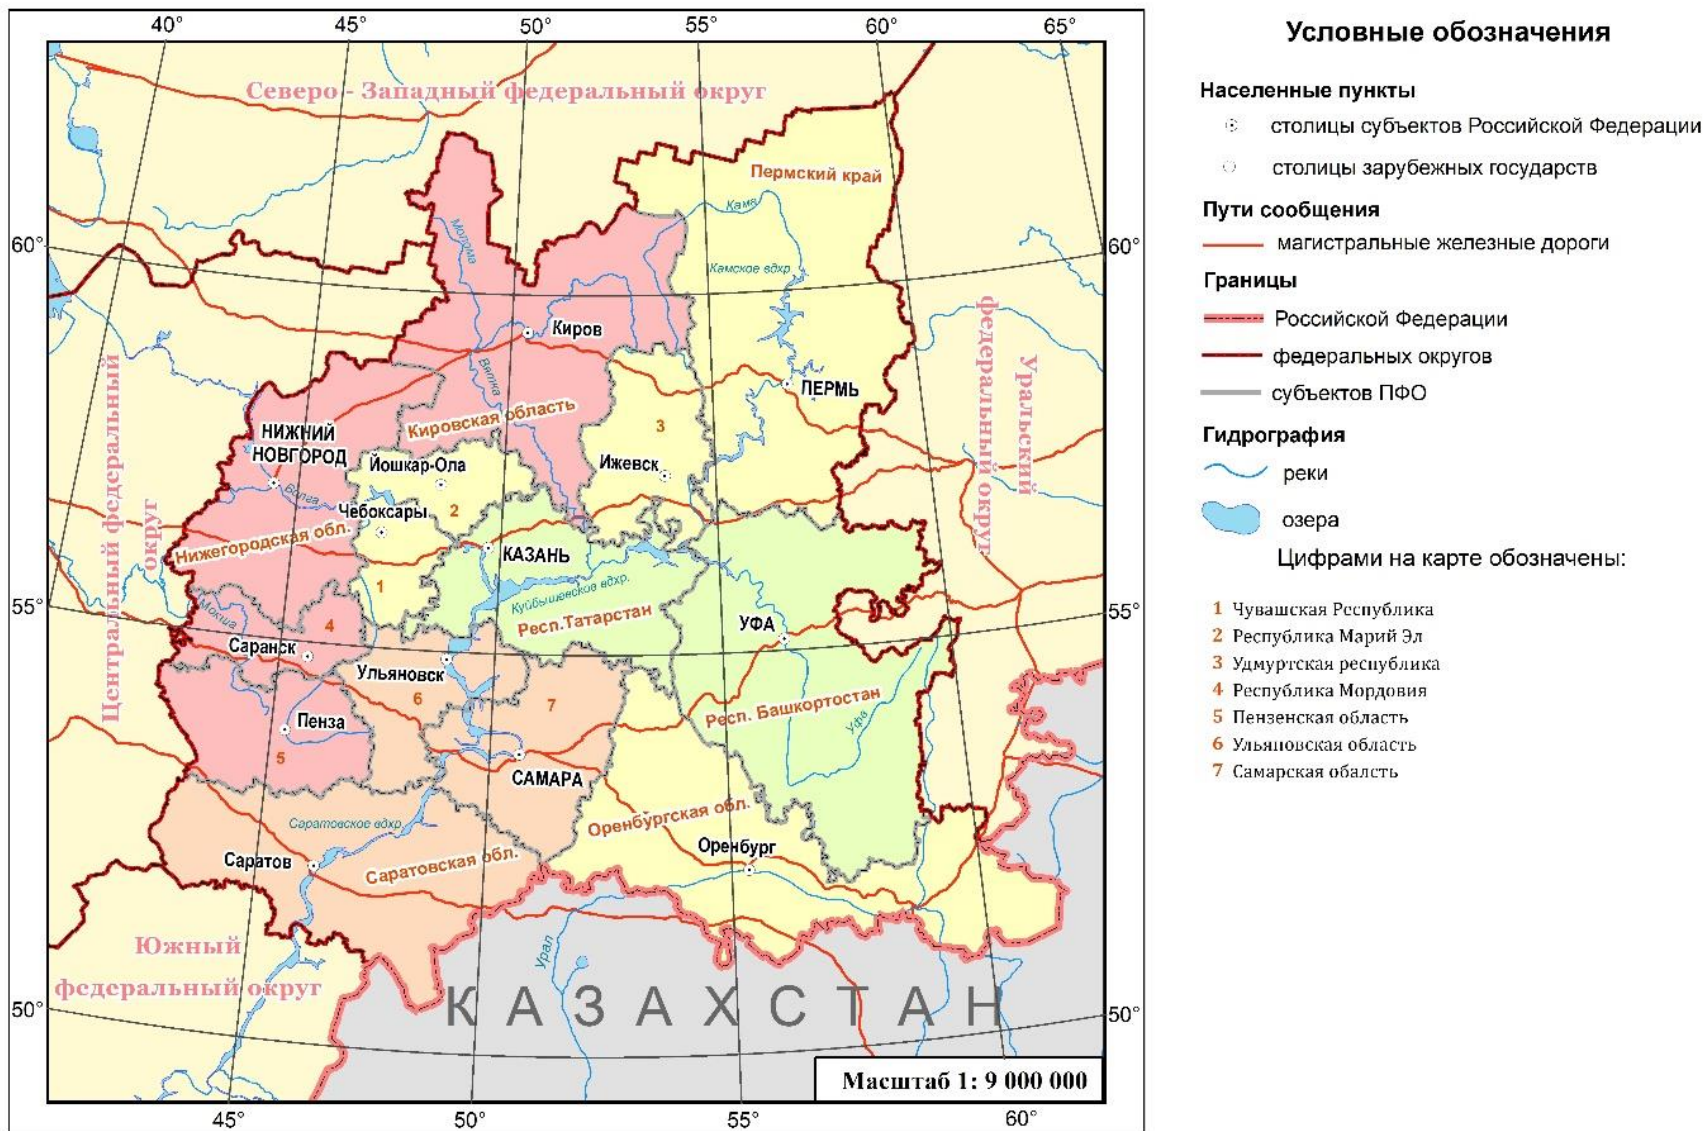 40°
45°
50°
55°
60°
65°
Северо - Западный федеральный округ
Пермский край
Кама
Молома
60°
60°
Камское вдхр.
Киров
Вятка
ПЕРМЬ
Кировская область
3
НИЖНИЙ
НОВГОРОД
Йошкар-Ола
Ижевск
Волга
Чебоксары
2
Нижегородская обл.
КАЗАНЬ
Центральный федеральный
округ
Уральский
федеральный округ
1
Куйбышевское вдхр.
55°
55°
Мокша
4
Респ.Татарстан
УФА
Саранск
Ульяновск
6
7
Респ. Башкортостан
Уфа
Пенза
5
САМАРА
Саратовское вдхр.
Оренбургская обл.
Саратов
Саратовская обл.
Оренбург
Южный
федеральный округ
Урал
50°
КАЗАХСТАН
50°
Масштаб 1: 9 000 000
45°
50°
55°
60°
Условные обозначения
Населенные пункты
столицы субъектов Российской Федерации
столицы зарубежных государств
Пути сообщения
магистральные железные дороги
Границы
Российской Федерации
федеральных округов
субъектов ПФО
Гидрография
реки
озера
Цифрами на карте обозначены:
1 Чувашская Республика
2 Республика Марий Эл
3 Удмуртская республика
4 Республика Мордовия
5 Пензенская область
6 Ульяновская область
7 Самарская обалсть